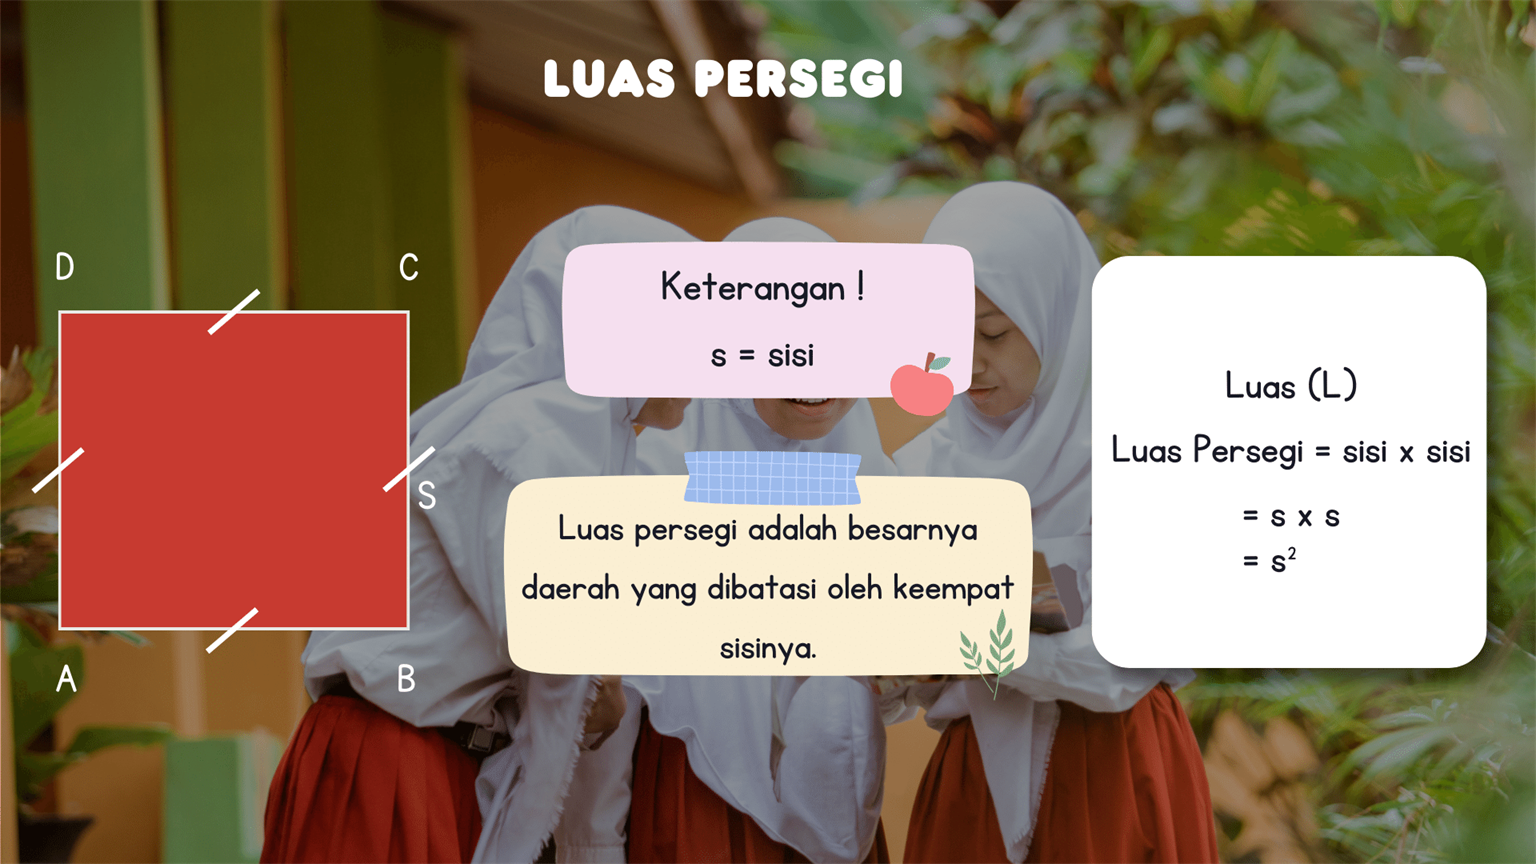 LUAS PERSEGI
D
C
S
A
B
Keterangan !
s = sisi
Luas persegi adalah besarnya
daerah yang dibatasi oleh keempat
sisinya.
Luas (L)
Luas Persegi = sisi x sisi
= s x s
= s²